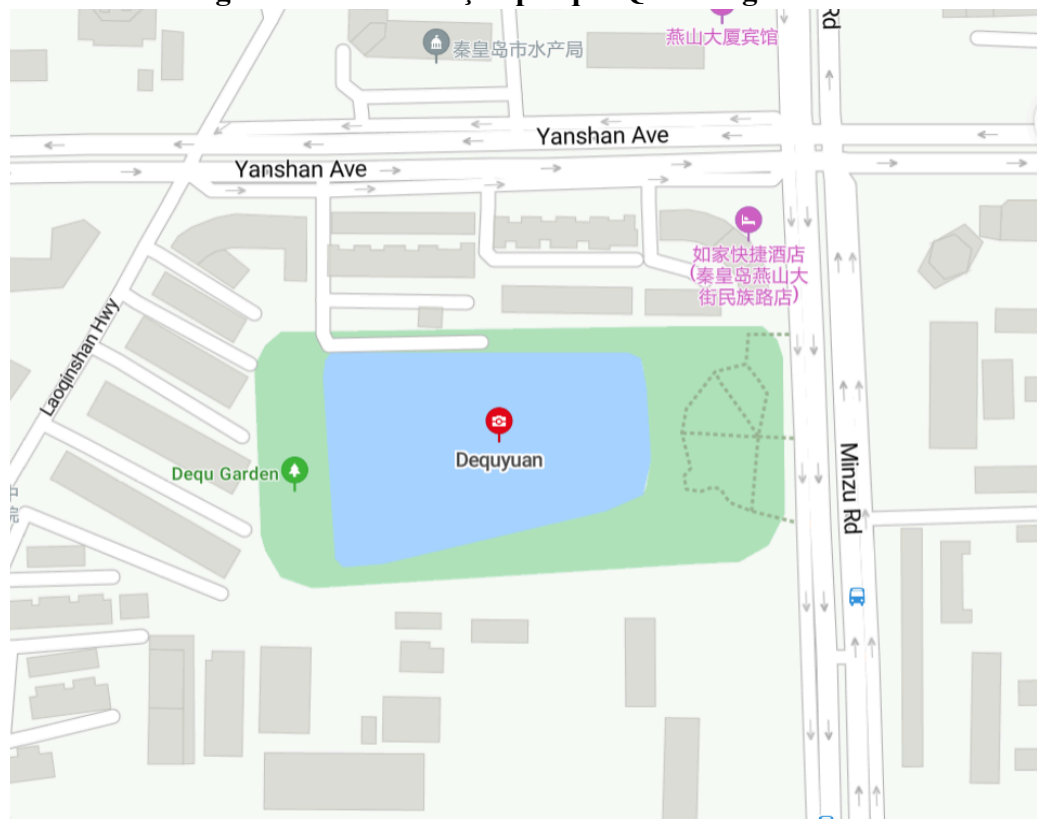 秦皇岛市水产局
燕山大厦宾馆
Rd
Yanshan Ave
Yanshan Ave
如家快捷酒店
(秦皇岛燕山大
街民族路店)
Laoqinshan Hwy
Dequyuan
Dequ Garden
Minzu Rd
中
院